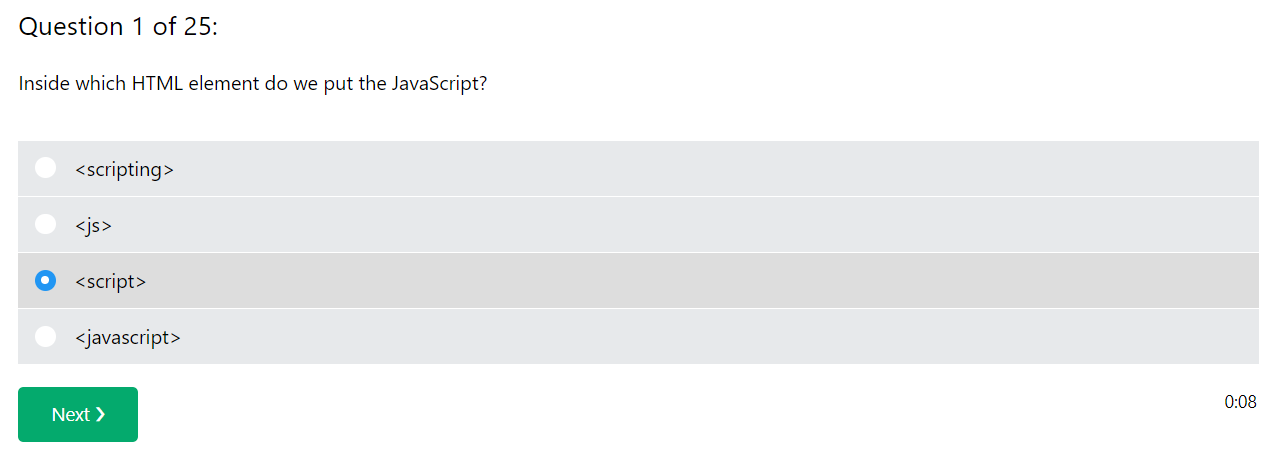 Question 1 of 25:
Inside which HTML element do we put the JavaScript?
<scripting>
<js>
<script>
<javascript>
Next ❯
0:08